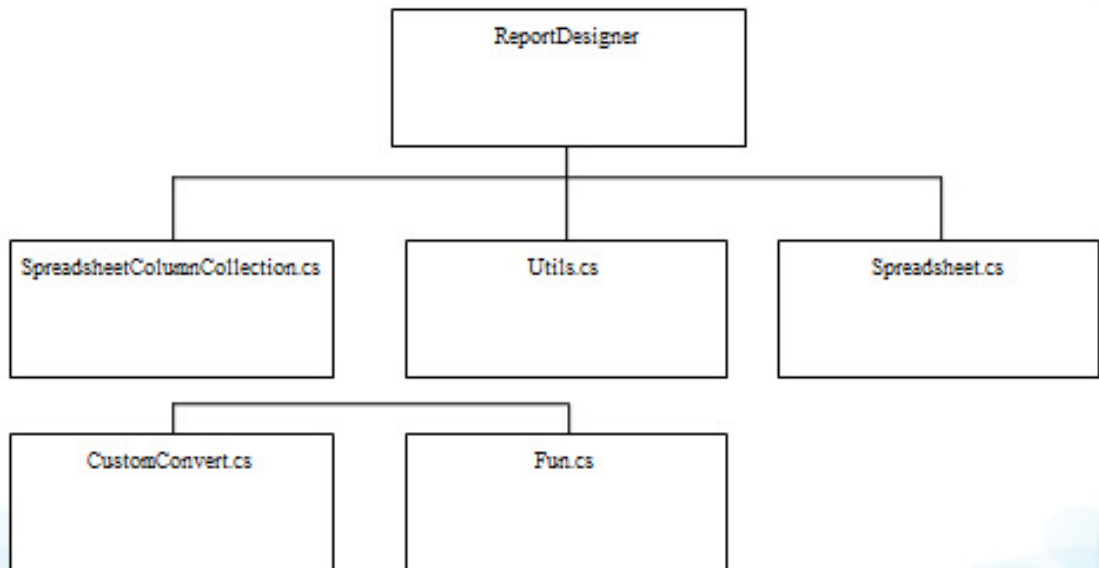 ReportDesigner
SpreadsheetColumnCollection.cs
Utils.cs
Spreadsheet.cs
CustomConvert.cs
Fun.cs